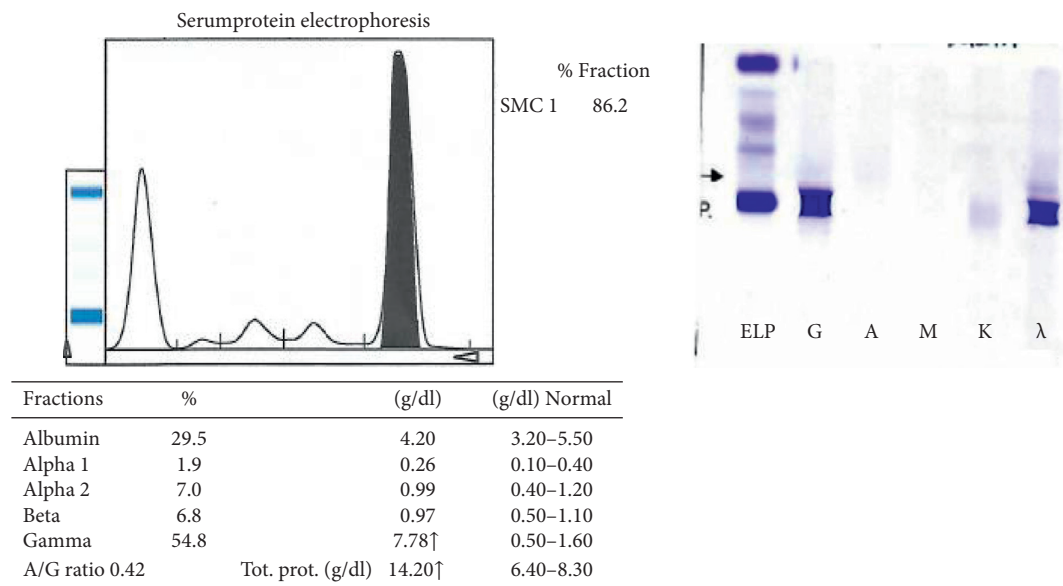 Serumprotein electrophoresis
% Fraction
SMC 1 86.2
P.
ELP G A M K λ
Fractions % (g/dl) (g/dl) Normal
Albumin 29.5 4.20 3.20–5.50
Alpha 1 1.9 0.26 0.10–0.40
Alpha 2 7.0 0.99 0.40–1.20
Beta 6.8 0.97 0.50–1.10
Gamma 54.8 7.78↑ 0.50–1.60
A/G ratio 0.42 Tot. prot. (g/dl) 14.20↑ 6.40–8.30